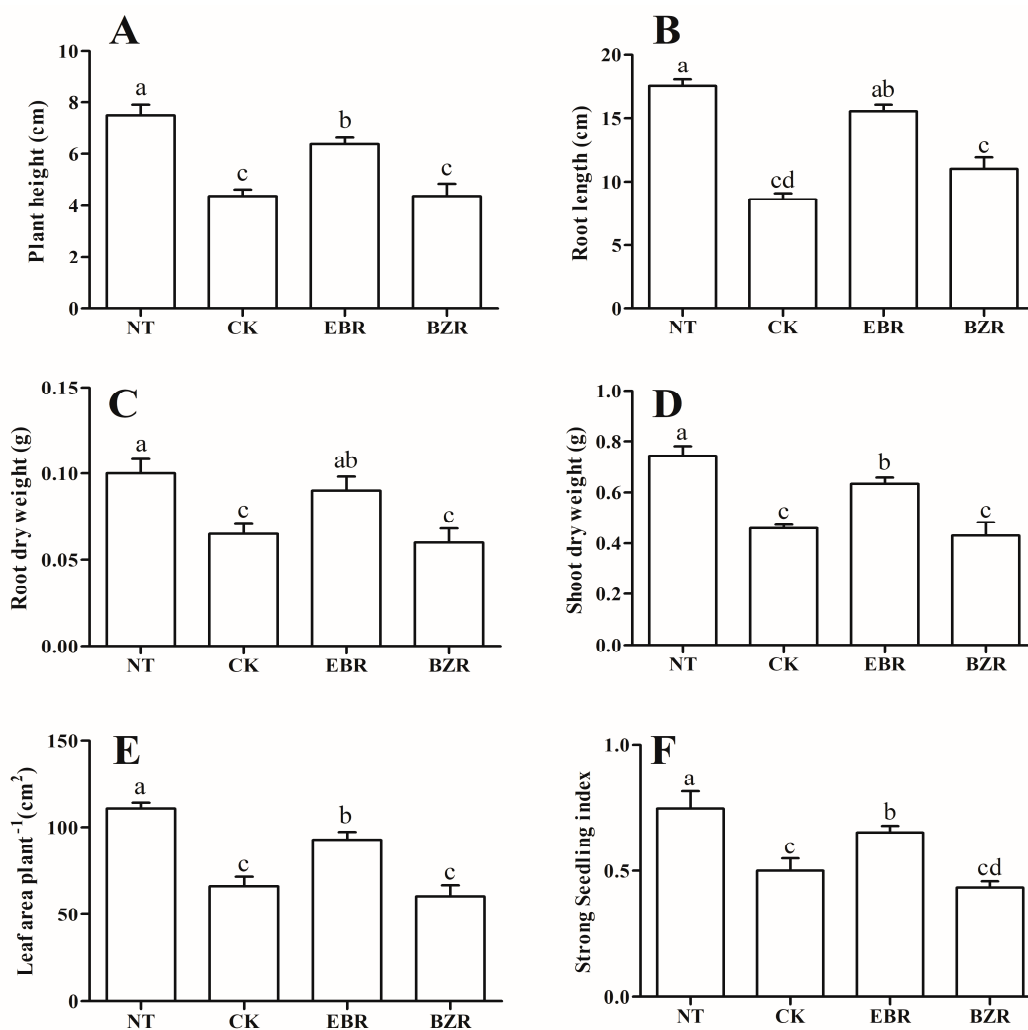 A
Plant height (cm)
10
8
6
4
2
0
a
c
b
c
NT CK EBR BZR
B
Root length (cm)
20
15
10
5
0
a
cd
ab
c
NT CK EBR BZR
C
Root dry weight (g)
0.15
0.10
0.05
0.00
a
c
ab
c
NT CK EBR BZR
D
Shoot dry weight (g)
1.0
0.8
0.6
0.4
0.2
0.0
a
c
b
c
NT CK EBR BZR
E
Leaf area plant⁻¹(cm²)
150
100
50
0
a
c
b
c
NT CK EBR BZR
F
Strong Seedling index
1.0
0.5
0.0
a
c
b
cd
NT CK EBR BZR